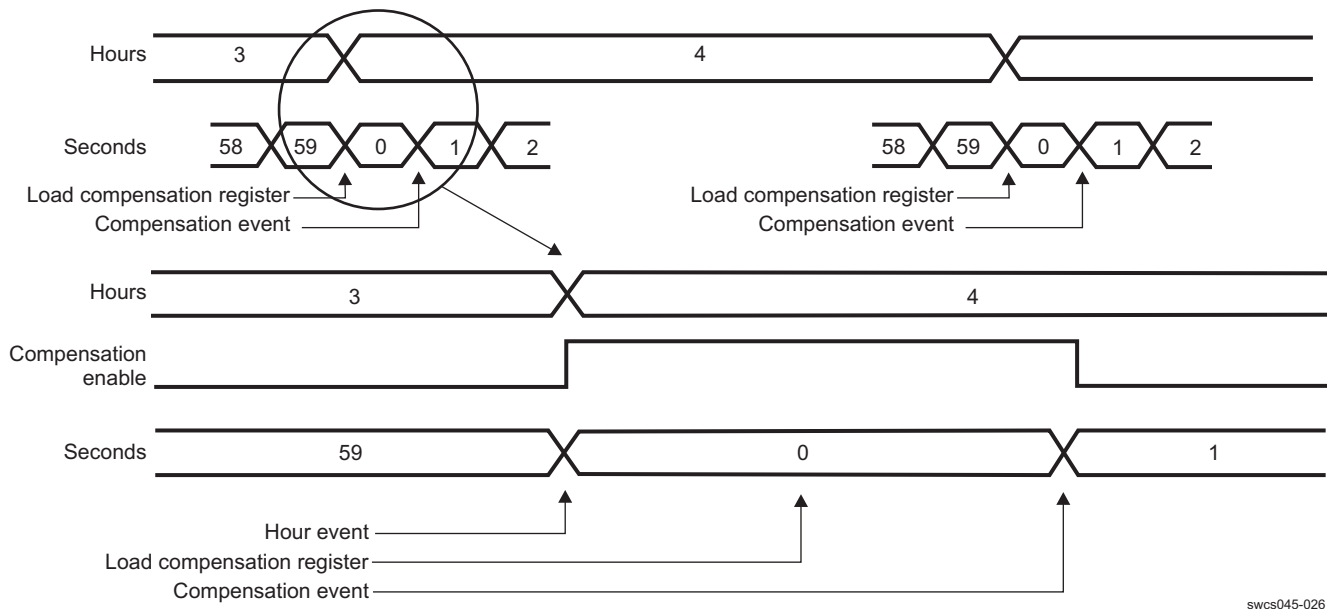 Hours 3 4
Seconds 58 59 0 1 2 58 59 0 1 2
Load compensation register Load compensation register
Compensation event Compensation event
Hours 3 4
Compensation
enable
Seconds 59 0 1
Hour event
Load compensation register
Compensation event
swcs045-026